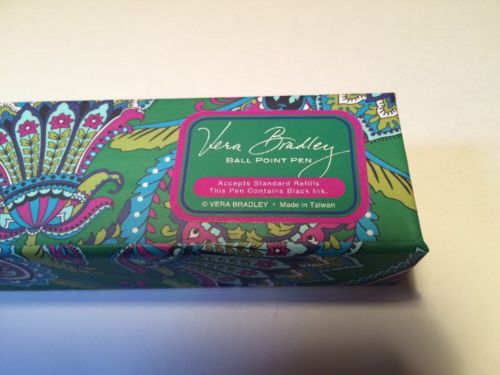 Vera Bradley
BALL POINT PEN
Accepts Standard Refills.
This Pen Contains Black Ink.
© VERA BRADLEY • Made in Taiwan